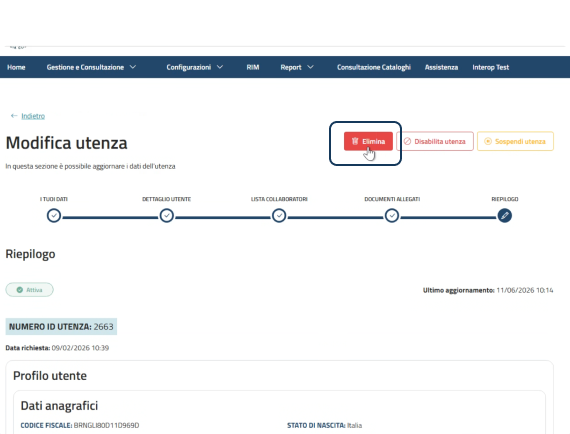 Home Gestione e Consultazione Configurazioni RIM Report Consultazione Cataloghi Assistenza Interop Test
← Indietro
Modifica utenza
Elimina Disabilita utenza Sospendi utenza
In questa sezione è possibile aggiornare i dati dell'utenza
I TUOI DATI DETTAGLIO UTENTE LISTA COLLABORATORI DOCUMENTI ALLEGATI RIEPILOGO
Riepilogo
Attiva Ultimo aggiornamento: 11/06/2026 10:14
NUMERO ID UTENZA: 2663
Data richiesta: 09/02/2026 10:39
Profilo utente
Dati anagrafici
CODICE FISCALE: BRNGLI80D11D969D STATO DI NASCITA: Italia